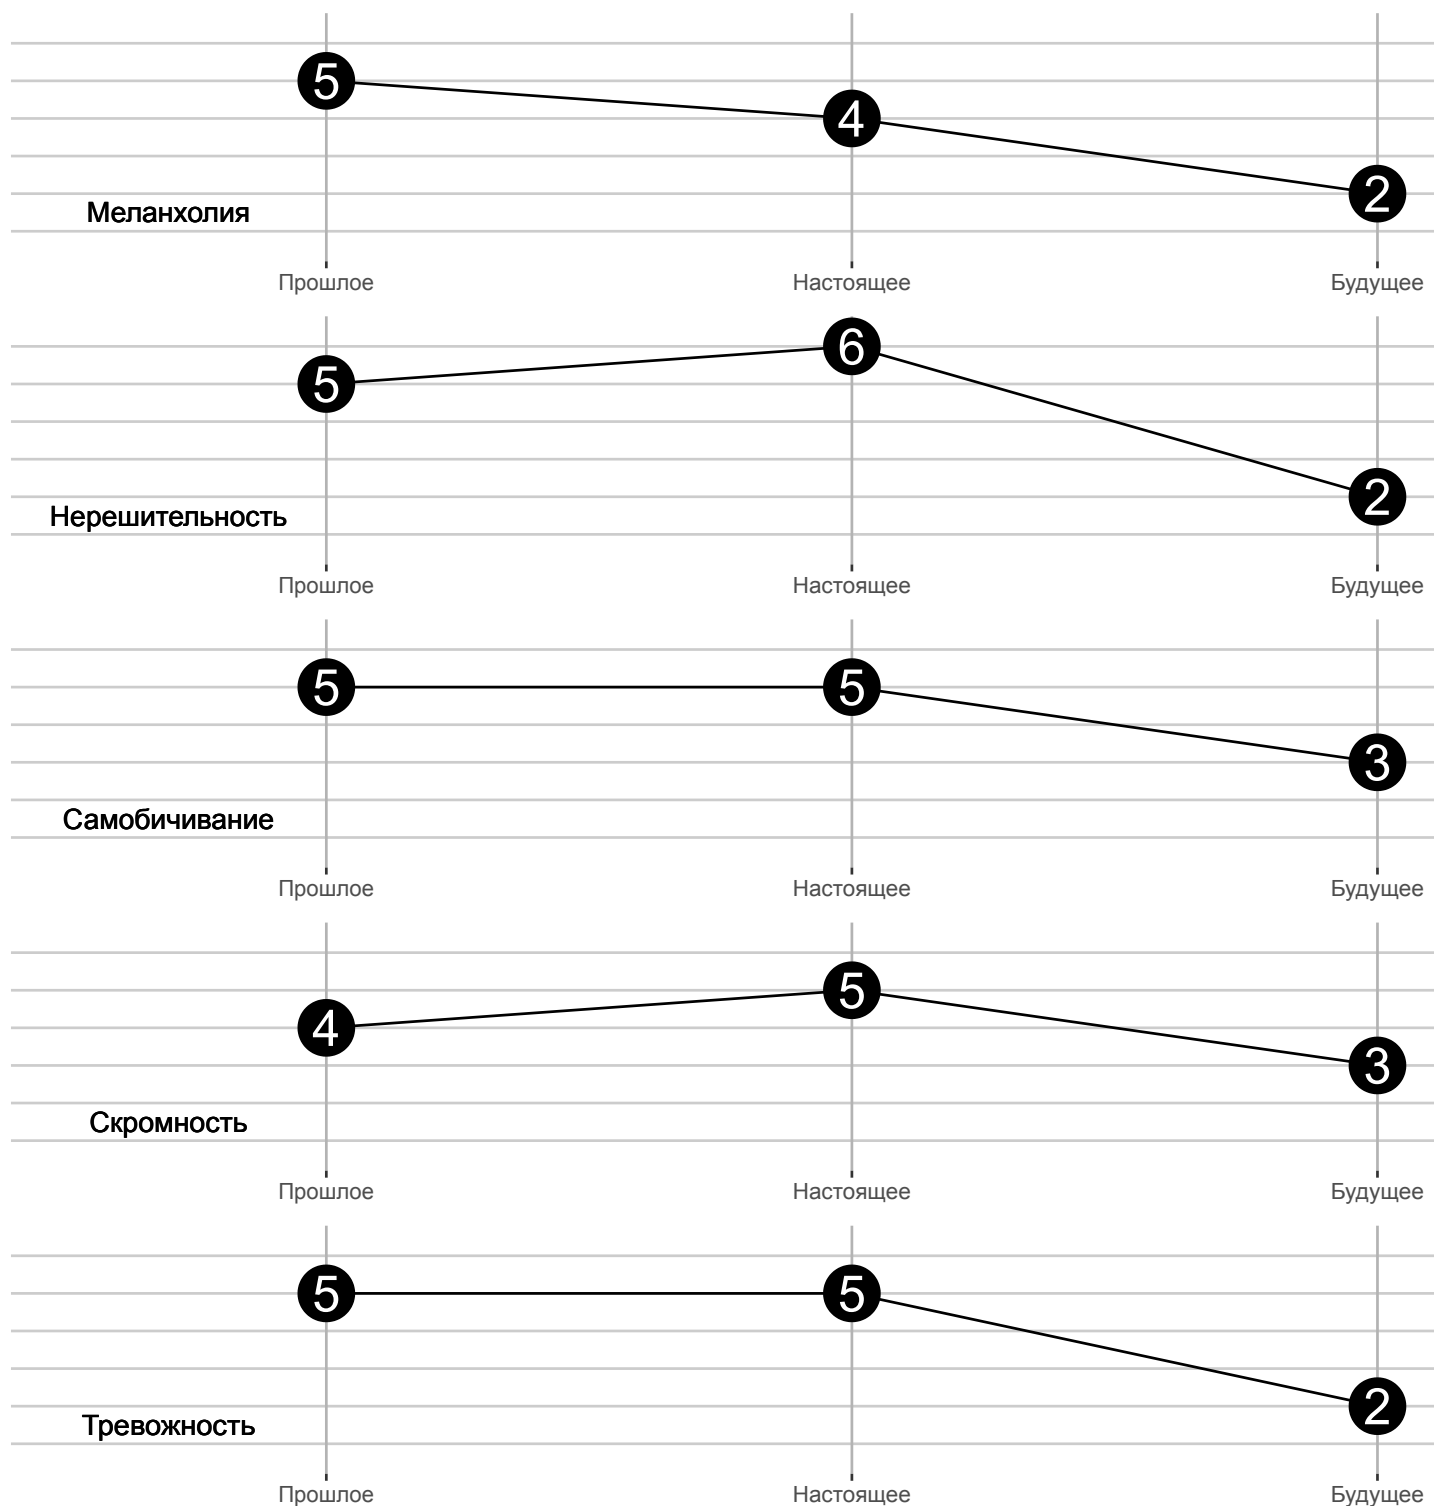 5
4
2
Меланхолия
Прошлое Настоящее Будущее
6
5
2
Нерешительность
Прошлое Настоящее Будущее
5 5
3
Самобичивание
Прошлое Настоящее Будущее
5
4
3
Скромность
Прошлое Настоящее Будущее
5 5
2
Тревожность
Прошлое Настоящее Будущее